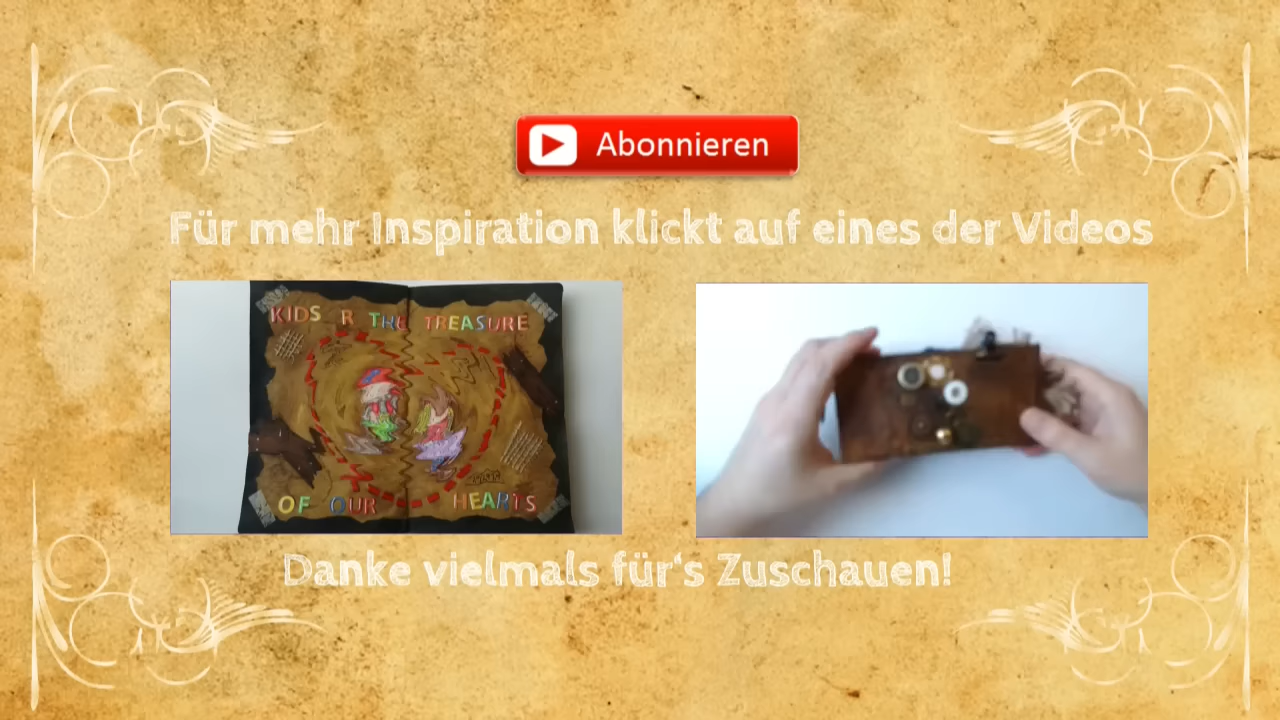 Abonnieren
Für mehr Inspiration klickt auf eines der Videos
KIDS R THE TREASURE
OF OUR HEARTS
Danke vielmals für‘s Zuschauen!